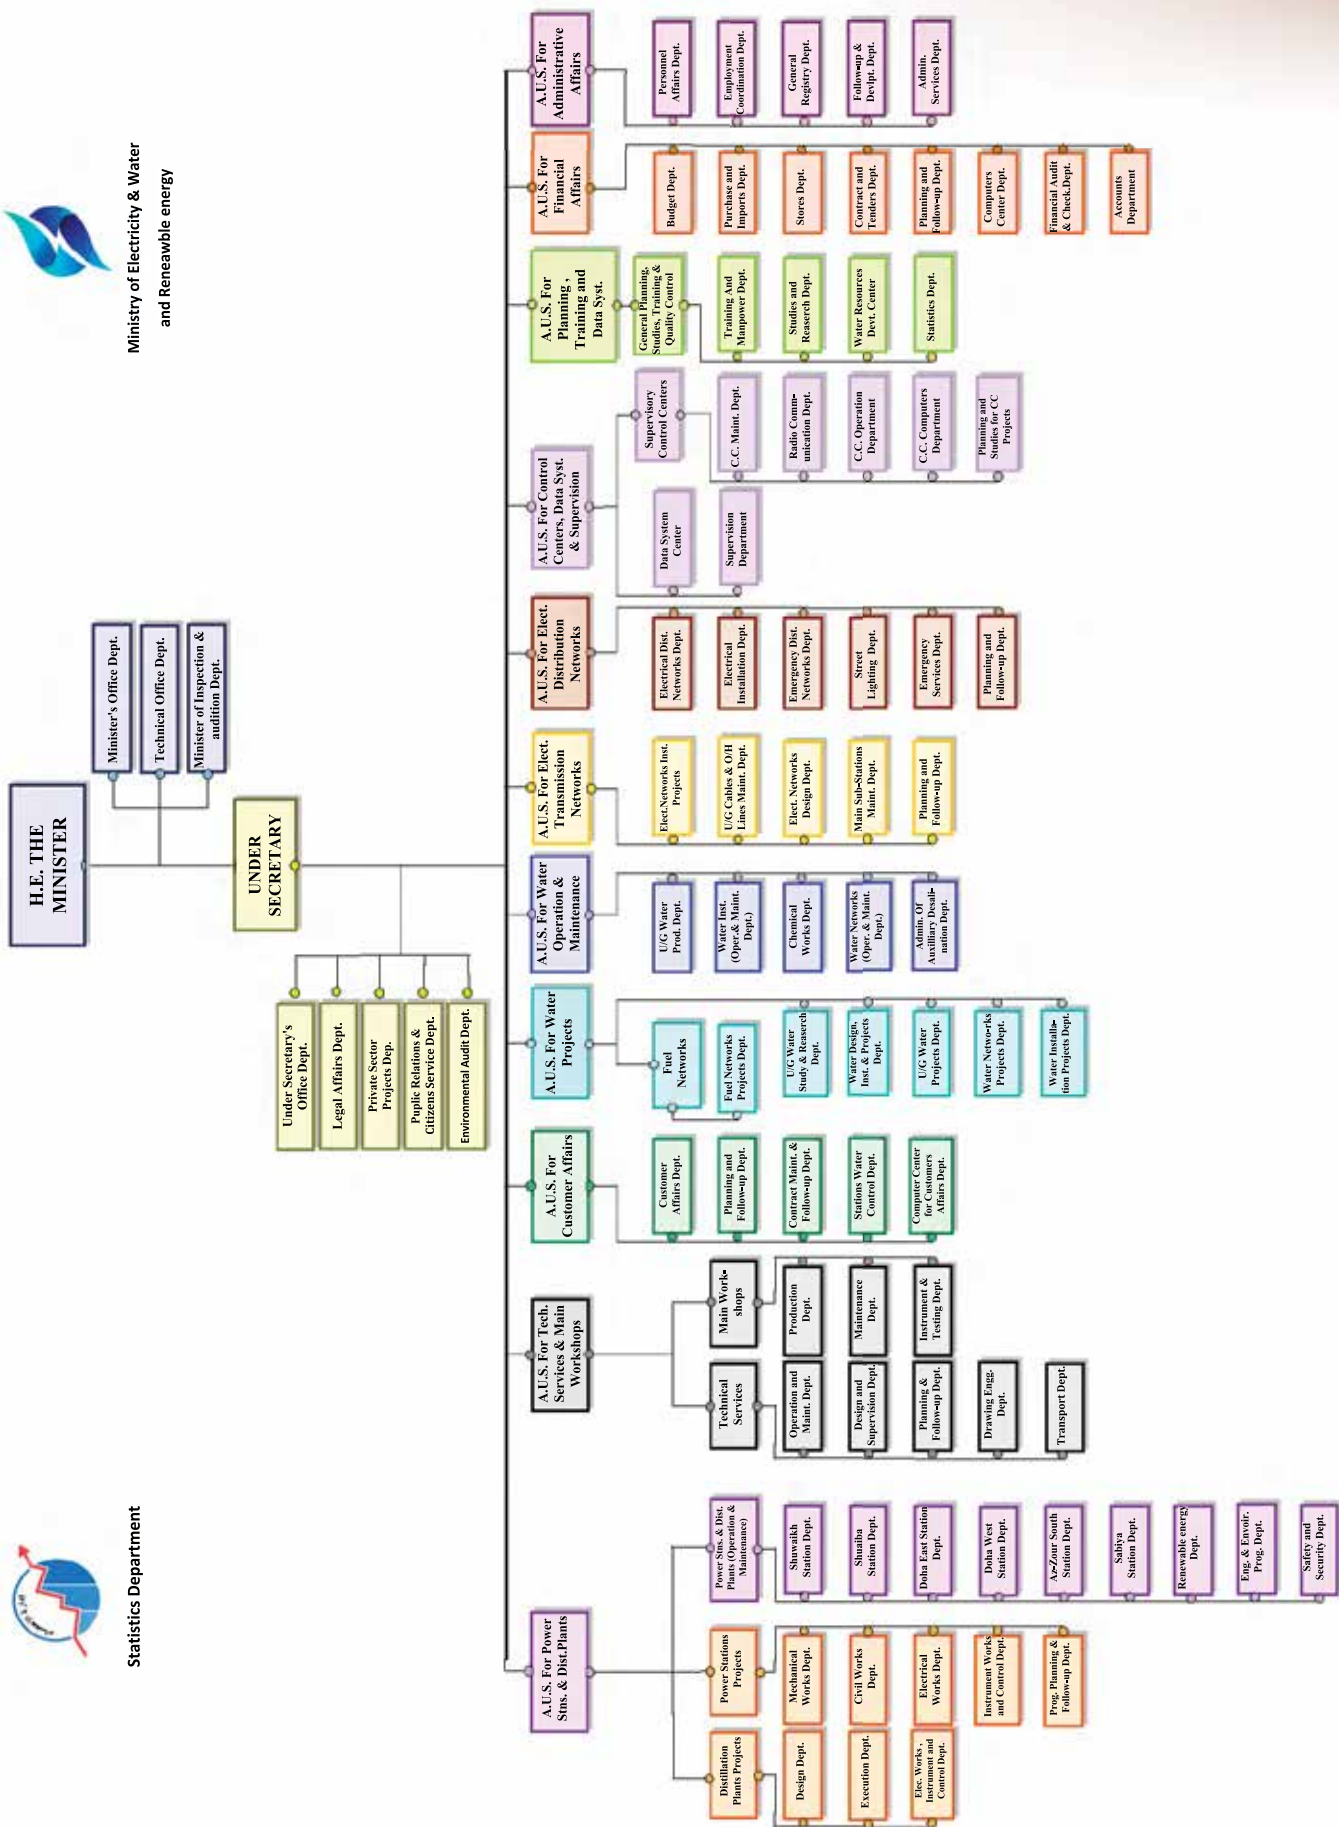 Statistics Department
Ministry of Electricity & Water
and Reneawble energy
H.E. THE
MINISTER
Minister's Office Dept.
Technical Office Dept.
Minister of Inspection &
audition Dept.
UNDER
SECRETARY
Under Secretary's
Office Dept.
Legal Affairs Dept.
Private Sector
Projects Dep.
Puplic Relations &
Citizens Service Dept.
Environmental Audit Dept.
A.U.S. For Power
Stns. & Dist.Plants
Distillation
Plants Projects
Design Dept.
Execution Dept.
Elec. Works ,
Instrument and
Control Dept.
Power Stations
Projects
Mechanical
Works Dept.
Civil Works
Dept.
Electrical
Works Dept.
Instrument Works
and Control Dept.
Prog. Planning &
Follow-up Dept.
Power Stns. & Dist.
Plants (Operation &
Maintenance)
Shuwaikh
Station Dept.
Shuaiba
Station Dept.
Doha East Station
Dept.
Doha West
Station Dept.
Az-Zour South
Station Dept.
Sabiya
Station Dept.
Renewable energy
Dept.
Eng. & Envoir.
Prog. Dept.
Safety and
Security Dept.
A.U.S. For Tech.
Services & Main
Workshops
Technical
Services
Operation and
Maint. Dept.
Design and
Supervision Dept.
Planning &
Follow-up Dept.
Drawing Engg.
Dept.
Transport Dept.
Main Work-
shops
Production
Dept.
Maintenance
Dept.
Instrument &
Testing Dept.
A.U.S. For
Customer Affairs
Customer
Affairs Dept.
Planning and
Follow-up Dept.
Contract Maint. &
Follow-up Dept.
Stations Water
Control Dept.
Computer Center
for Customers
Affairs Dept.
A.U.S. For Water
Projects
Fuel
Networks
Fuel Networks
Projects Dept.
U/G Water
Study & Reaserch
Dept.
Water Design,
Inst. & Projects
Dept.
U/G Water
Projects Dept.
Water Netwo-rks
Projects Dept.
Water Installa-
tion Projects Dept.
A.U.S. For Water
Operation &
Maintenance
U/G Water
Prod. Dept.
Water Inst.
(Oper.& Maint.
Dept.)
Chemical
Works Dept.
Water Networks
(Oper. & Maint.
Dept.)
Admin. Of
Auxilliary Desali-
nation Dept.
A.U.S. For Elect.
Transmission
Networks
Elect.Networks Inst.
Projects
U/G Cables & O/H
Lines Maint. Dept.
Elect. Networks
Design Dept.
Main Sub-Stations
Maint. Dept.
Planning and
Follow-up Dept.
A.U.S. For Elect.
Distribution
Networks
Electrical Dist.
Networks Dept.
Electrical
Installation Dept.
Emergency Dist.
Networks Dept.
Street
Lighting Dept.
Emergency
Services Dept.
Planning and
Follow-up Dept.
A.U.S. For Control
Centers, Data Syst.
& Supervision
Data System
Center
Supervision
Department
Supervisory
Control Centers
C.C. Maint. Dept.
Radio Comm-
unication Dept.
C.C. Operation
Department
C.C. Computers
Department
Planning and
Studies for CC
Projects
A.U.S. For
Planning ,
Training and
Data Syst.
General Planning,
Studies, Training &
Quality Control
Training And
Manpower Dept.
Studies and
Reaserch Dept.
Water Resources
Devt. Center
Statistics Dept.
A.U.S. For
Financial
Affairs
Budget Dept.
Purchase and
Imports Dept.
Stores Dept.
Contract and
Tenders Dept.
Planning and
Follow-up Dept.
Computers
Center Dept.
Financial Audit
& Check.Dept.
Accounts
Department
A.U.S. For
Administrative
Affairs
Personnel
Affairs Dept.
Employment
Coordination Dept.
General
Registry Dept.
Follow-up &
Devlpt. Dept.
Admin.
Services Dept.